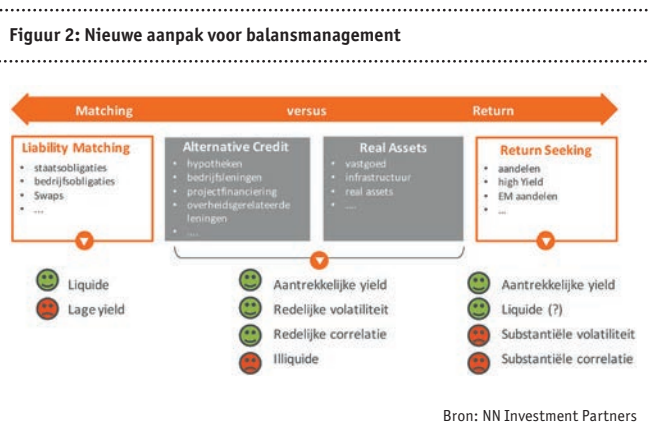 Figuur 2: Nieuwe aanpak voor balansmanagement
Matching versus Return
Liability Matching
• staatsobligaties
• bedrijfsobligaties
• Swaps
• ....
Alternative Credit
• hypotheken
• bedrijfsleningen
• projectfinanciering
• overheidsgerelateerde
leningen
• ....
Real Assets
• vastgoed
• infrastructuur
• real assets
• ....
Return Seeking
• aandelen
• high Yield
• EM aandelen
• ...
Liquide
Lage yield
Aantrekkelijke yield
Redelijke volatiliteit
Redelijke correlatie
Illiquide
Aantrekkelijke yield
Liquide (?)
Substantiële volatiliteit
Substantiële correlatie
Bron: NN Investment Partners